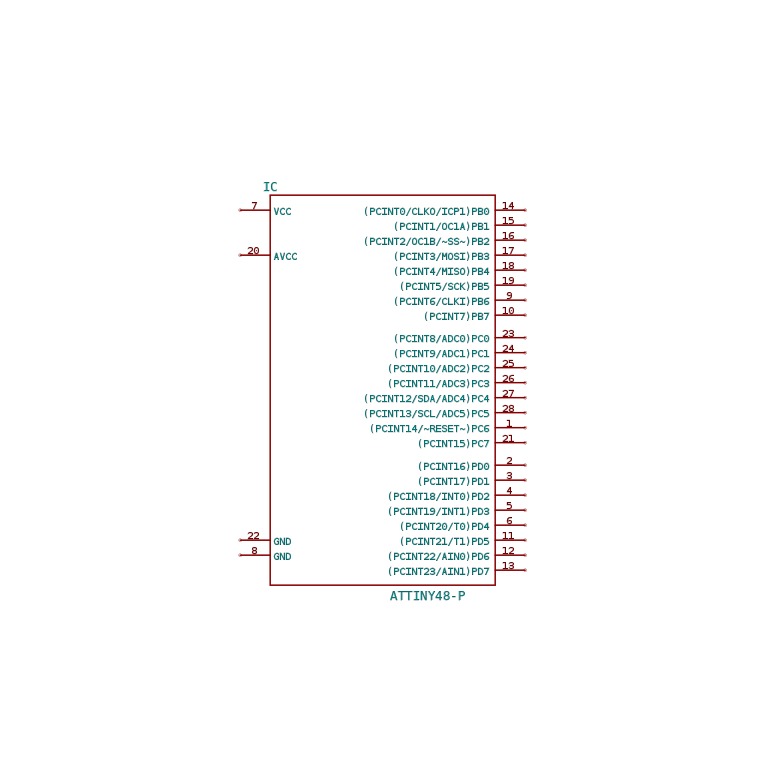 IC
7 VCC (PCINT0/CLKO/ICP1)PB0 14
(PCINT1/OC1A)PB1 15
(PCINT2/OC1B/~SS~)PB2 16
20 AVCC (PCINT3/MOSI)PB3 17
(PCINT4/MISO)PB4 18
(PCINT5/SCK)PB5 19
(PCINT6/CLKI)PB6 9
(PCINT7)PB7 10
(PCINT8/ADC0)PC0 23
(PCINT9/ADC1)PC1 24
(PCINT10/ADC2)PC2 25
(PCINT11/ADC3)PC3 26
(PCINT12/SDA/ADC4)PC4 27
(PCINT13/SCL/ADC5)PC5 28
(PCINT14/~RESET~)PC6 1
(PCINT15)PC7 21
(PCINT16)PD0 2
(PCINT17)PD1 3
(PCINT18/INT0)PD2 4
(PCINT19/INT1)PD3 5
(PCINT20/T0)PD4 6
22 GND (PCINT21/T1)PD5 11
8 GND (PCINT22/AIN0)PD6 12
(PCINT23/AIN1)PD7 13
ATTINY48-P